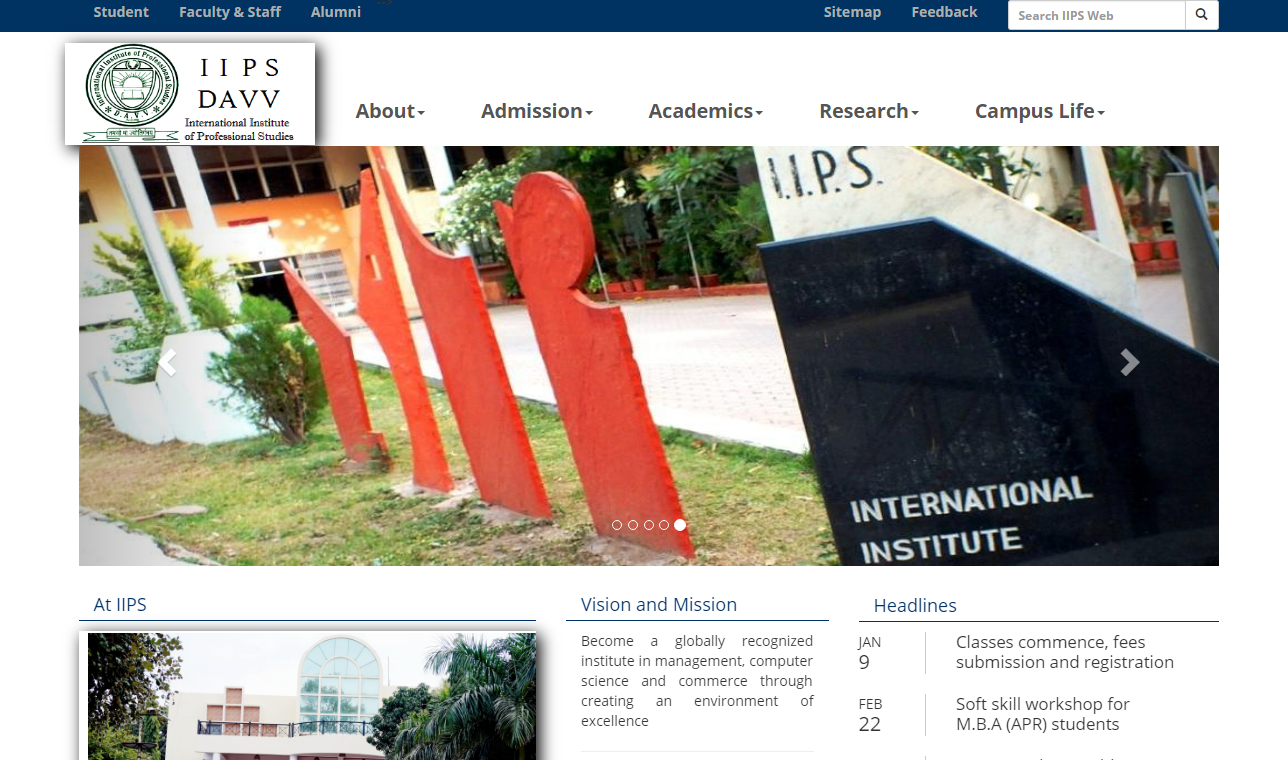 Student Faculty & Staff Alumni Sitemap Feedback Search IIPS Web
International Institute of Professional Studies
D.A.V.V
I I P S
DAVV
International Institute
of Professional Studies
About Admission Academics Research Campus Life
I.I.P.S.
INTERNATIONAL
INSTITUTE
At IIPS
Vision and Mission
Become a globally recognized
institute in management, computer
science and commerce through
creating an environment of
excellence
Headlines
JAN
9
Classes commence, fees
submission and registration
FEB
22
Soft skill workshop for
M.B.A (APR) students